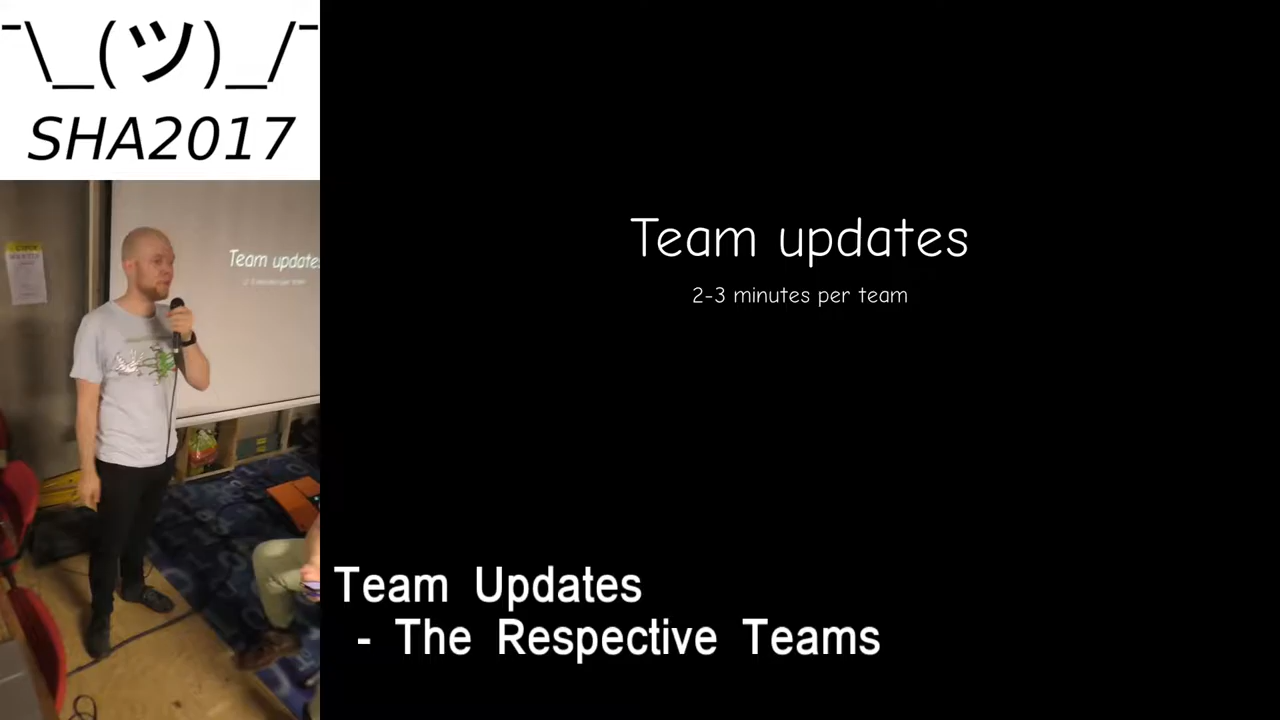 ¯\_(ツ)_/¯
SHA2017
Team updates
Team updates
2-3 minutes per team
Team Updates
- The Respective Teams